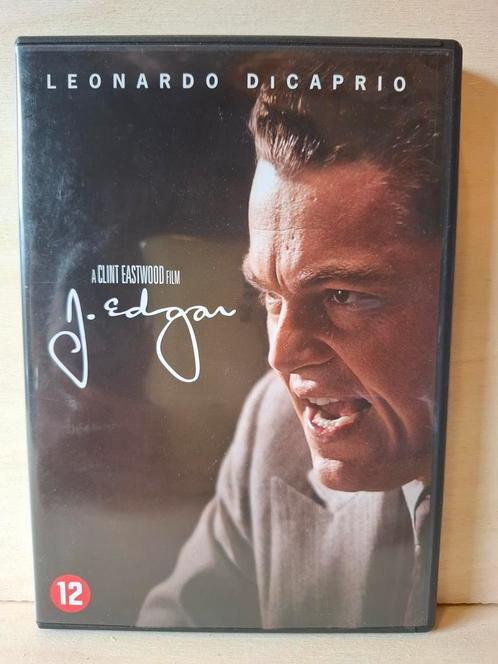 LEONARDO DiCAPRIO
A CLINT EASTWOOD FILM
J. Edgar
12